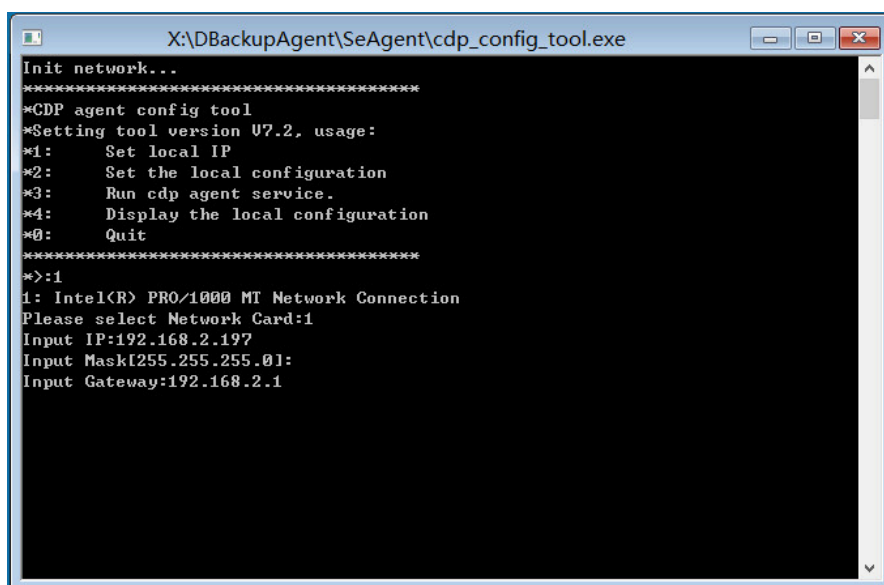 X:\DBackupAgent\SeAgent\cdp_config_tool.exe
Init network...
**************************************
*CDP agent config tool
*Setting tool version V7.2, usage:
*1:     Set local IP
*2:     Set the local configuration
*3:     Run cdp agent service.
*4:     Display the local configuration
*0:     Quit
**************************************
*>:1
1: Intel(R) PRO/1000 MT Network Connection
Please select Network Card:1
Input IP:192.168.2.197
Input Mask[255.255.255.0]:
Input Gateway:192.168.2.1